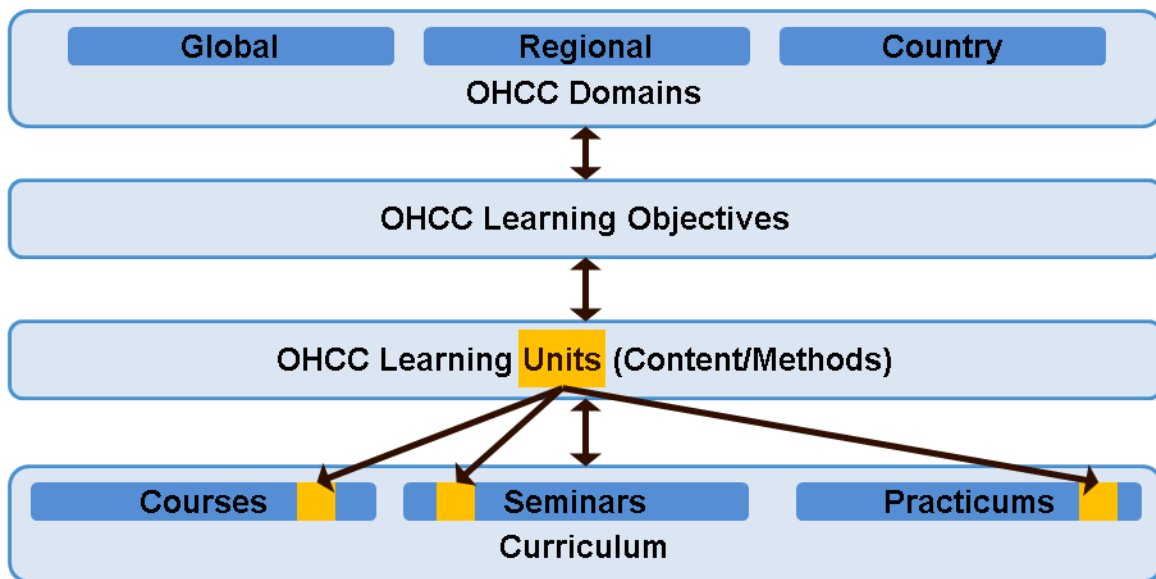 Global Regional Country
OHCC Domains
OHCC Learning Objectives
OHCC Learning Units (Content/Methods)
Courses Seminars Practicums
Curriculum